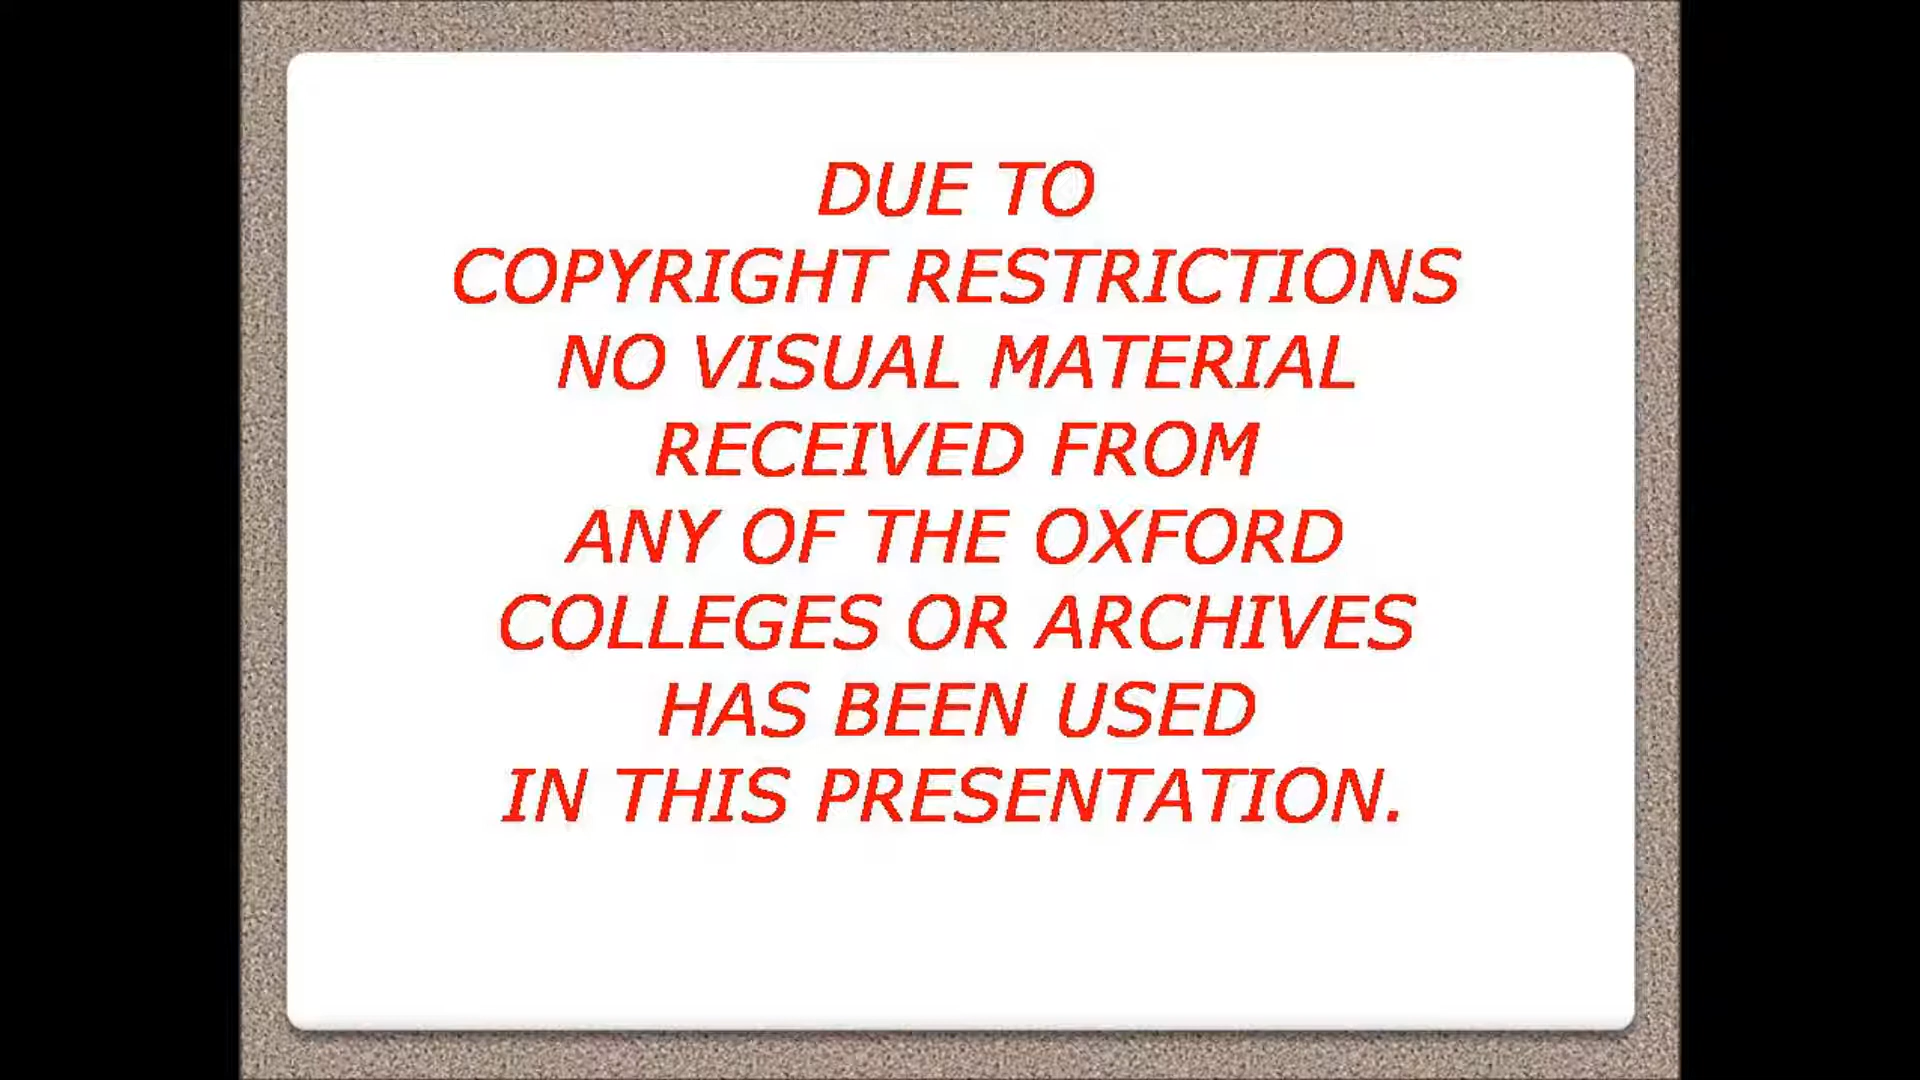 DUE TO
COPYRIGHT RESTRICTIONS
NO VISUAL MATERIAL
RECEIVED FROM
ANY OF THE OXFORD
COLLEGES OR ARCHIVES
HAS BEEN USED
IN THIS PRESENTATION.